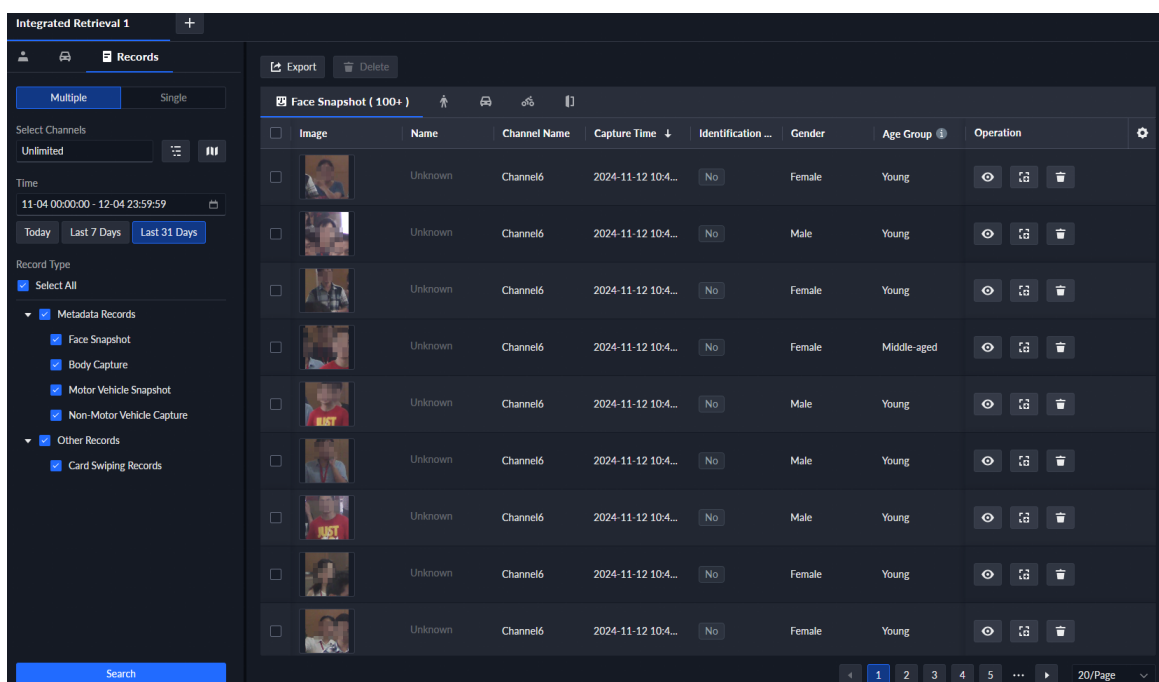 Integrated Retrieval 1
Records
Multiple Single
Select Channels
Unlimited
Time
11-04 00:00:00 - 12-04 23:59:59
Today Last 7 Days Last 31 Days
Record Type
Select All
Metadata Records
Face Snapshot
Body Capture
Motor Vehicle Snapshot
Non-Motor Vehicle Capture
Other Records
Card Swiping Records
Search
Export Delete
Face Snapshot ( 100+ )
Image Name Channel Name Capture Time Identification ... Gender Age Group Operation
Unknown Channel6 2024-11-12 10:4... No Female Young
Unknown Channel6 2024-11-12 10:4... No Male Young
Unknown Channel6 2024-11-12 10:4... No Female Young
Unknown Channel6 2024-11-12 10:4... No Female Middle-aged
JUST Unknown Channel6 2024-11-12 10:4... No Male Young
Unknown Channel6 2024-11-12 10:4... No Male Young
JUST Unknown Channel6 2024-11-12 10:4... No Male Young
Unknown Channel6 2024-11-12 10:4... No Female Young
Unknown Channel6 2024-11-12 10:4... No Female Young
1 2 3 4 5 ... 20/Page